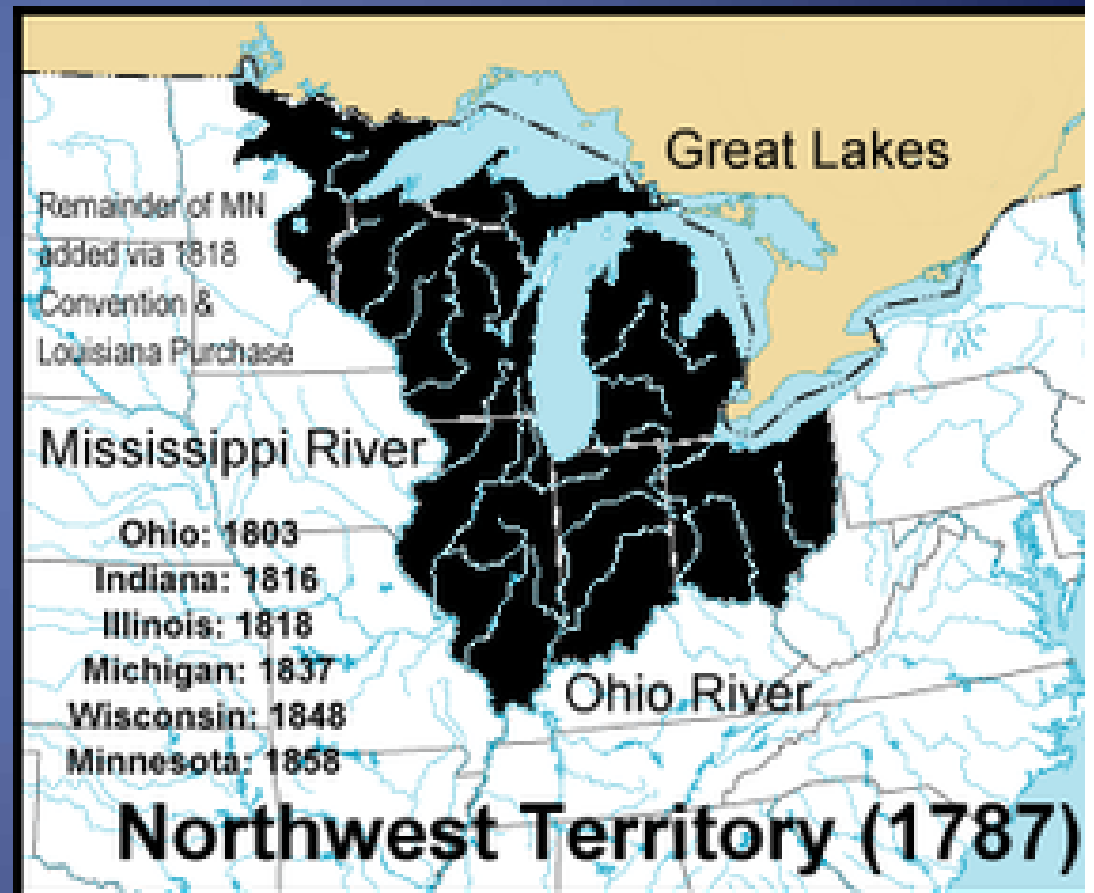 Great Lakes
Remainder of MN
added via 1818
Convention &
Louisiana Purchase
Mississippi River
Ohio: 1803
Indiana: 1816
Illinois: 1818
Michigan: 1837
Wisconsin: 1848
Minnesota: 1858
Ohio River
Northwest Territory (1787)